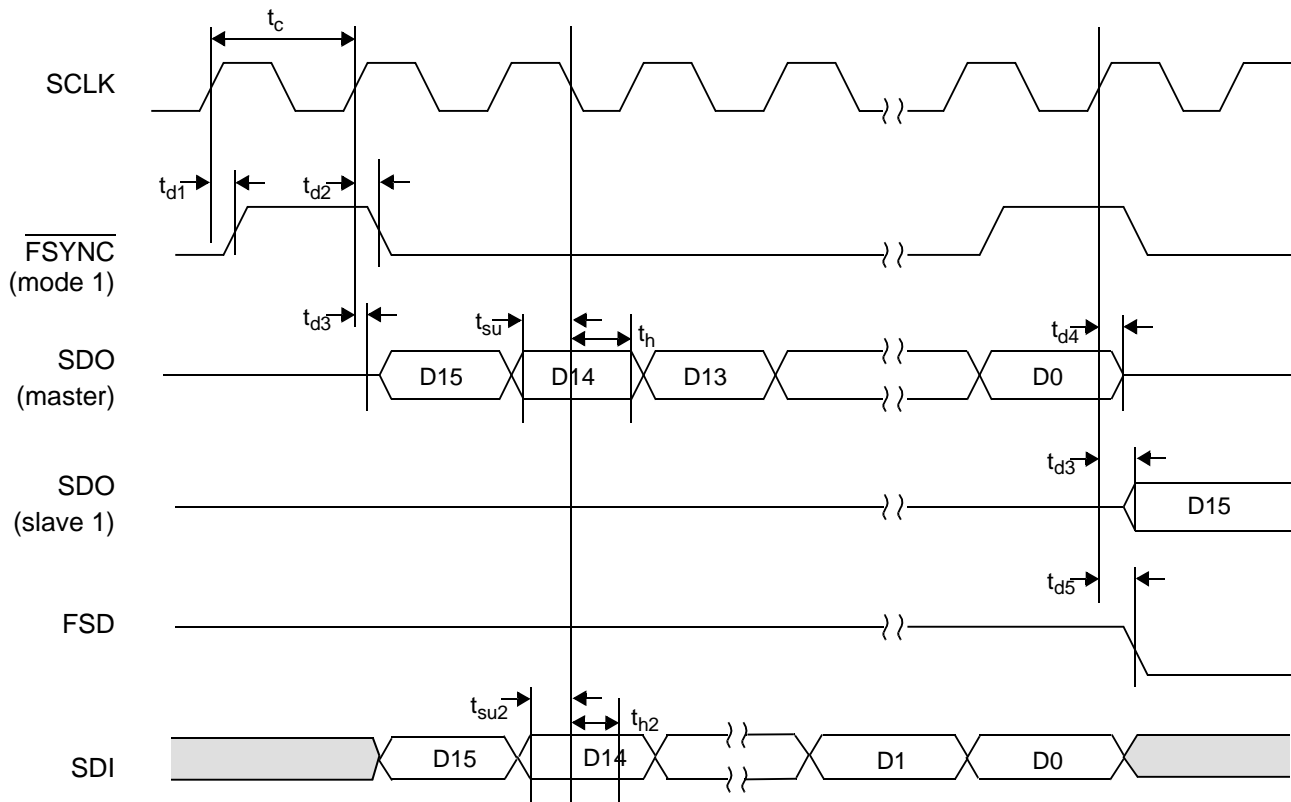 tc
SCLK
td1
td2
FSYNC
(mode 1)
td3
tsu
th
td4
SDO
(master)
D15
D14
D13
D0
td3
SDO
(slave 1)
D15
td5
FSD
tsu2
th2
SDI
D15
D14
D1
D0